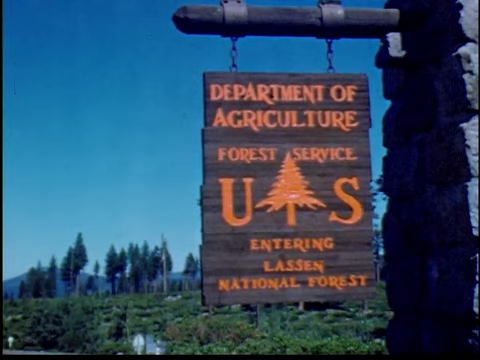 DEPARTMENT OF
AGRICULTURE
FOREST SERVICE
U S
ENTERING
LASSEN
NATIONAL FOREST